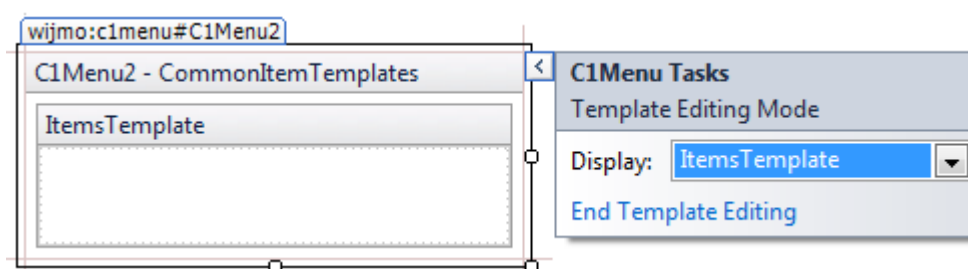 wijmo:c1menu#C1Menu2
C1Menu2 - CommonItemTemplates
ItemsTemplate
C1Menu Tasks
Template Editing Mode
Display: ItemsTemplate
End Template Editing